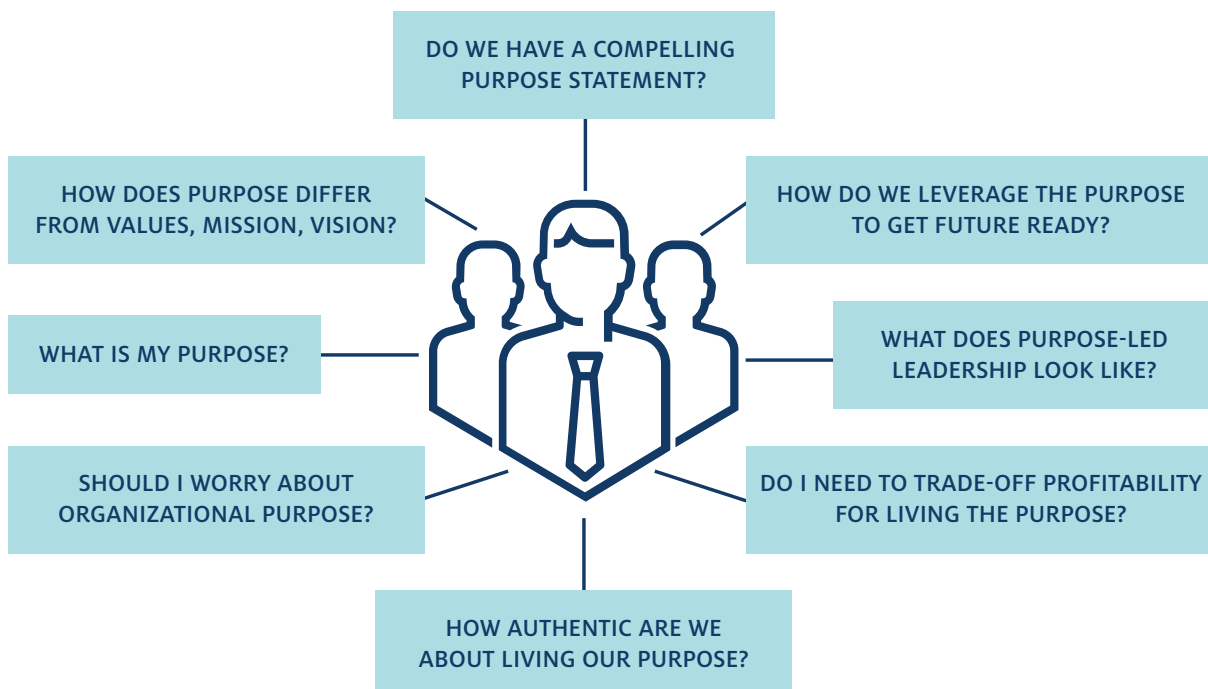 DO WE HAVE A COMPELLING
PURPOSE STATEMENT?
HOW DOES PURPOSE DIFFER
FROM VALUES, MISSION, VISION?
HOW DO WE LEVERAGE THE PURPOSE
TO GET FUTURE READY?
WHAT IS MY PURPOSE?
WHAT DOES PURPOSE-LED
LEADERSHIP LOOK LIKE?
SHOULD I WORRY ABOUT
ORGANIZATIONAL PURPOSE?
DO I NEED TO TRADE-OFF PROFITABILITY
FOR LIVING THE PURPOSE?
HOW AUTHENTIC ARE WE
ABOUT LIVING OUR PURPOSE?